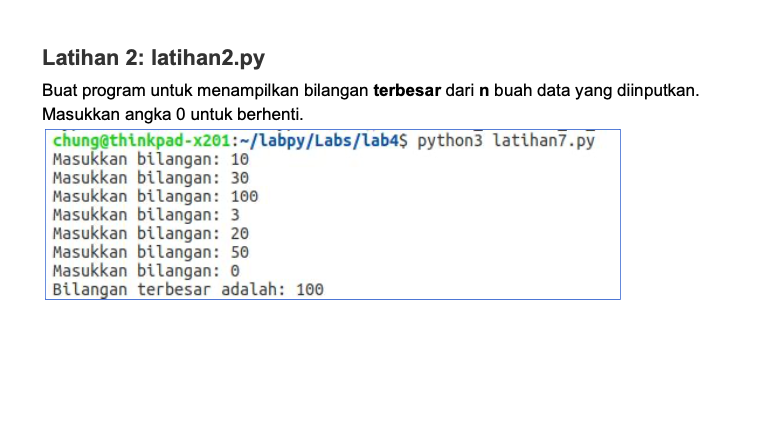 Latihan 2: latihan2.py
Buat program untuk menampilkan bilangan terbesar dari n buah data yang diinputkan.
Masukkan angka 0 untuk berhenti.
chung@thinkpad-x201:~/labpy/Labs/lab4$ python3 latihan7.py
Masukkan bilangan: 10
Masukkan bilangan: 30
Masukkan bilangan: 100
Masukkan bilangan: 3
Masukkan bilangan: 20
Masukkan bilangan: 50
Masukkan bilangan: 0
Bilangan terbesar adalah: 100